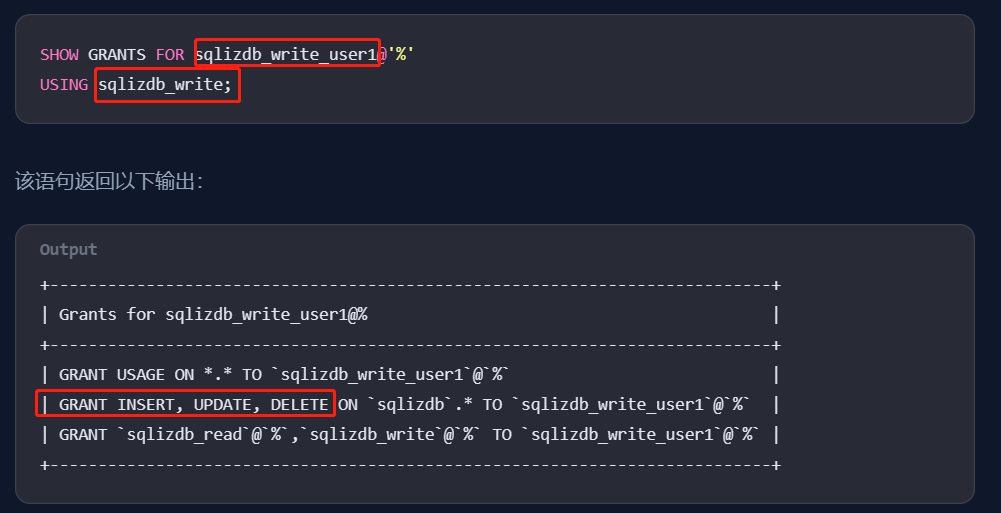 SHOW GRANTS FOR sqlizdb_write_user1@'%'
USING sqlizdb_write;
该语句返回以下输出：
Output
+---------------------------------------------------------------------------+
| Grants for sqlizdb_write_user1@%                                          |
+---------------------------------------------------------------------------+
| GRANT USAGE ON *.* TO `sqlizdb_write_user1`@`%`                           |
| GRANT INSERT, UPDATE, DELETE ON `sqlizdb`.* TO `sqlizdb_write_user1`@`%`  |
| GRANT `sqlizdb_read`@`%`,`sqlizdb_write`@`%` TO `sqlizdb_write_user1`@`%` |
+---------------------------------------------------------------------------+